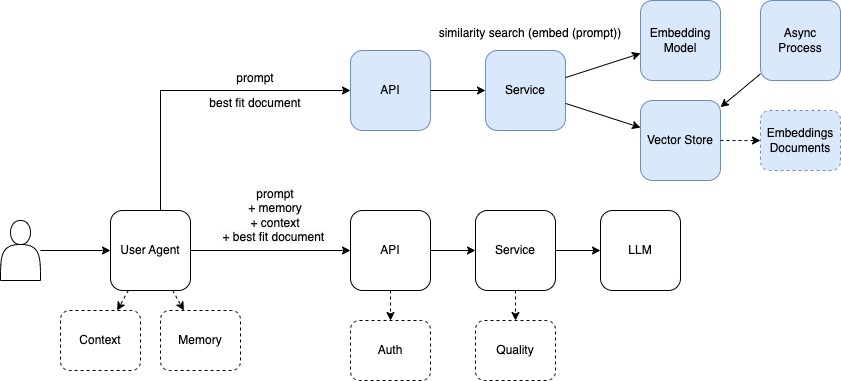 similarity search (embed (prompt))
Embedding
Model
Async
Process
prompt
best fit document
API
Service
Vector Store
Embeddings
Documents
prompt
+ memory
+ context
+ best fit document
User Agent
API
Service
LLM
Context
Memory
Auth
Quality